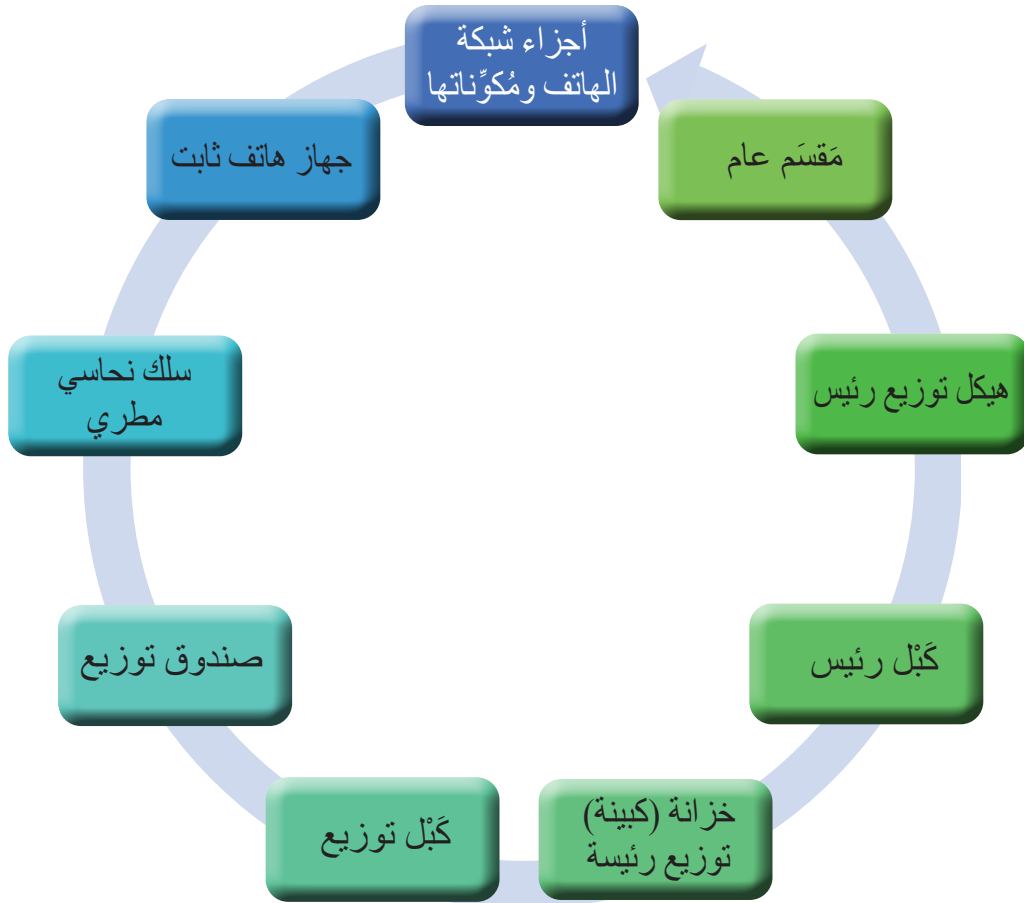 أجزاء شبكة
الهاتف ومُكوِّناتها
مَقسَم عام
هيكل توزيع رئيس
كَبْل رئيس
خزانة (كبينة)
توزيع رئيسة
كَبْل توزيع
صندوق توزيع
سلك نحاسي
مطري
جهاز هاتف ثابت